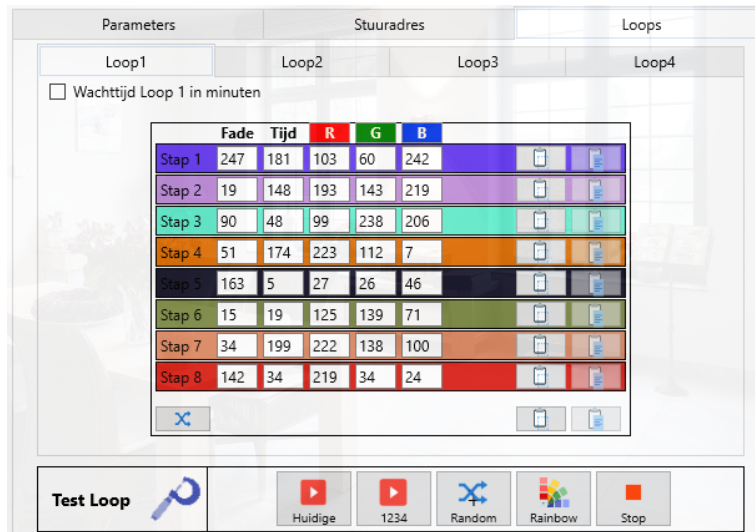 Parameters Stuuradres Loops
Loop1 Loop2 Loop3 Loop4
Wachttijd Loop 1 in minuten
Fade Tijd R G B
Stap 1 247 181 103 60 242
Stap 2 19 148 193 143 219
Stap 3 90 48 99 238 206
Stap 4 51 174 223 112 7
Stap 5 163 5 27 26 46
Stap 6 15 19 125 139 71
Stap 7 34 199 222 138 100
Stap 8 142 34 219 34 24
Test Loop Huidige 1234 Random Rainbow Stop